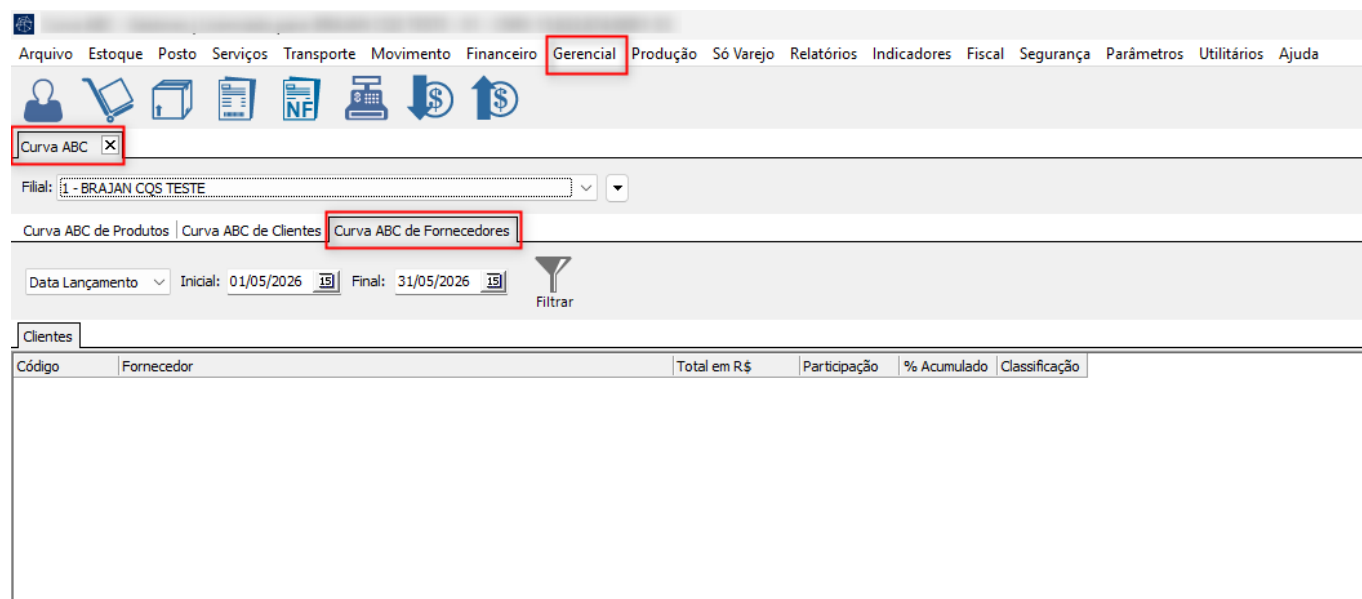 Arquivo Estoque Posto Serviços Transporte Movimento Financeiro Gerencial Produção Só Varejo Relatórios Indicadores Fiscal Segurança Parâmetros Utilitários Ajuda
NF
Curva ABC
Filial: 1 - BRAJAN CQS TESTE
Curva ABC de Produtos Curva ABC de Clientes Curva ABC de Fornecedores
Data Lançamento Inicial: 01/05/2026 15 Final: 31/05/2026 15
Filtrar
Clientes
Código Fornecedor Total em R$ Participação % Acumulado Classificação